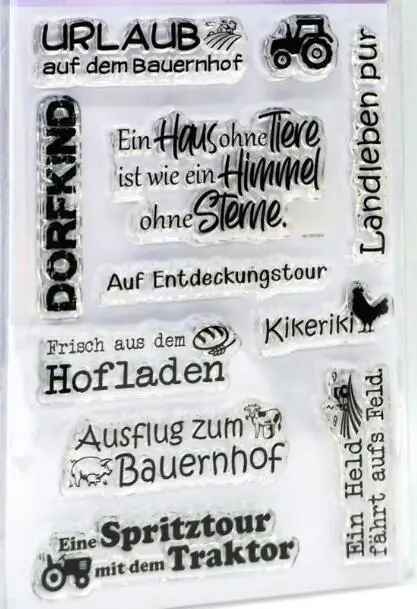 URLAUB
auf dem Bauernhof
DORFKIND
Ein Haus ohne Tiere
ist wie ein Himmel
ohne Sterne.
Landleben pur
Auf Entdeckungstour
Kikeriki
Frisch aus dem
Hofladen
Ausflug zum
Bauernhof
Ein Held
fährt aufs Feld
Eine Spritztour
mit dem Traktor